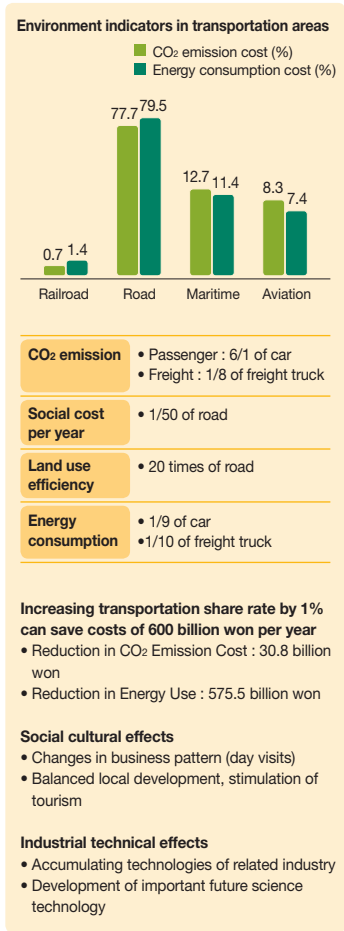 Environment indicators in transportation areas
CO2 emission cost (%)
Energy consumption cost (%)
77.7 79.5
12.7 11.4
8.3 7.4
0.7 1.4
Railroad Road Maritime Aviation
CO2 emission
• Passenger : 6/1 of car
• Freight : 1/8 of freight truck
Social cost
per year
• 1/50 of road
Land use
efficiency
• 20 times of road
Energy
consumption
• 1/9 of car
•1/10 of freight truck
Increasing transportation share rate by 1%
can save costs of 600 billion won per year
• Reduction in CO2 Emission Cost : 30.8 billion
won
• Reduction in Energy Use : 575.5 billion won
Social cultural effects
• Changes in business pattern (day visits)
• Balanced local development, stimulation of
tourism
Industrial technical effects
• Accumulating technologies of related industry
• Development of important future science
technology